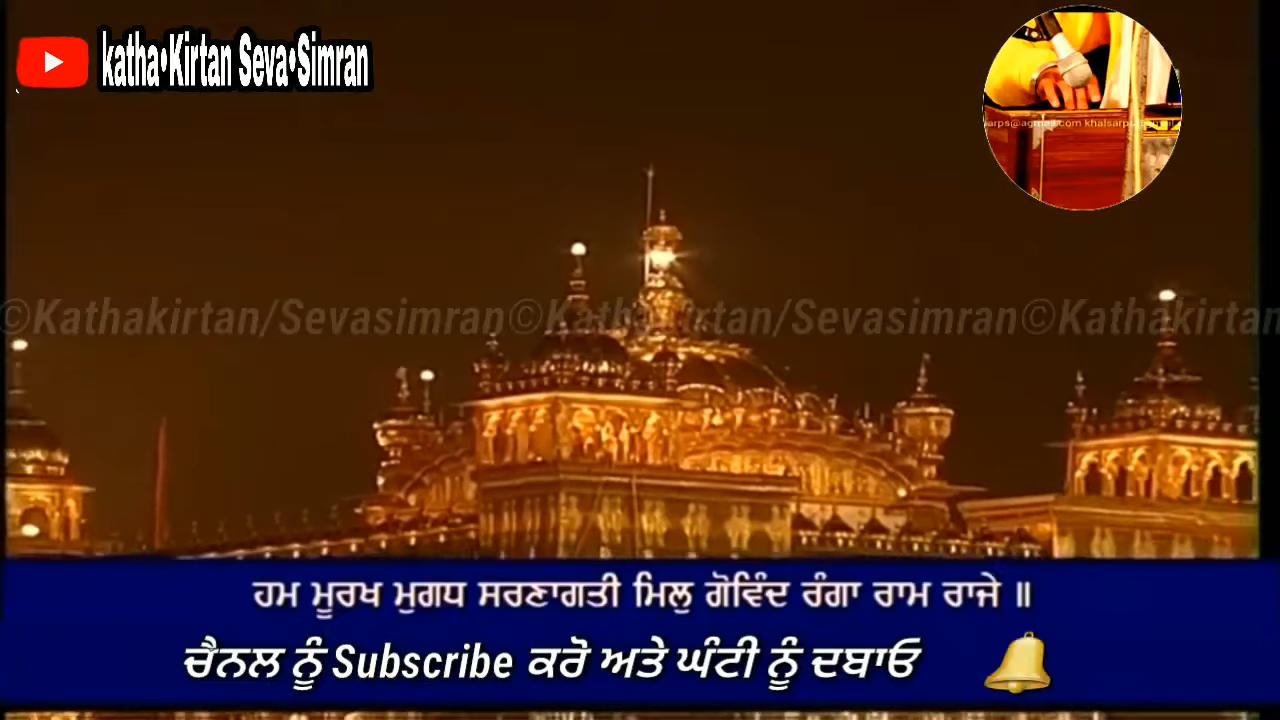 katha•Kirtan Seva•Simran
©Kathakirtan/Sevasimran©Kathakirtan/Sevasimran©Kathakirtan
ਹਮ ਮੂਰਖ ਮੁਗਧ ਸਰਣਾਗਤੀ ਮਿਲੁ ਗੋਵਿੰਦ ਰੰਗਾ ਰਾਮ ਰਾਜੇ ॥
ਚੈਨਲ ਨੂੰ Subscribe ਕਰੋ ਅਤੇ ਘੰਟੀ ਨੂੰ ਦਬਾਓ